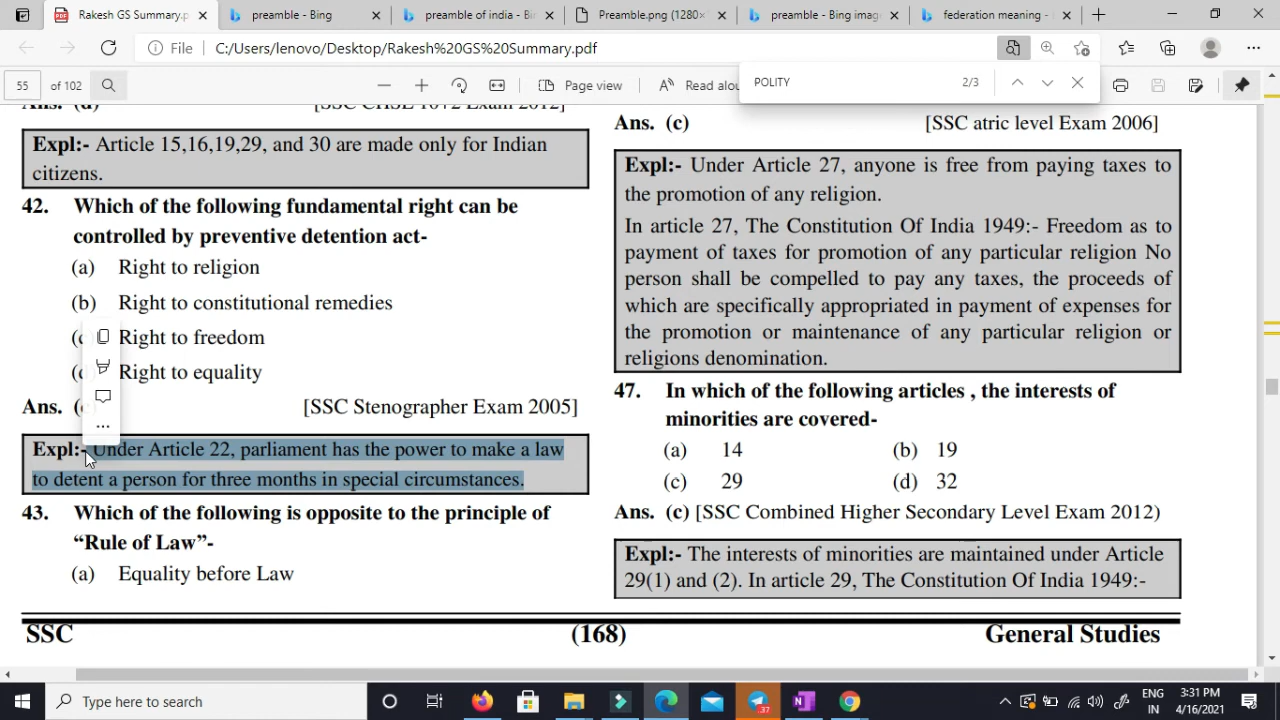 Rakesh GS Summary.p
preamble - Bing
preamble of india - B
Preamble.png (1280×
preamble - Bing imag
federation meaning -
File
C:/Users/lenovo/Desktop/Rakesh%20GS%20Summary.pdf
55
of 102
Page view
Read alou
POLITY
2/3
Ans. (d)
[SSC CHSL 10+2 Exam 2012]
Expl:- Article 15,16,19,29, and 30 are made only for Indian
citizens.
42. Which of the following fundamental right can be
controlled by preventive detention act-
(a) Right to religion
(b) Right to constitutional remedies
(c) Right to freedom
(d) Right to equality
Ans. (c)
[SSC Stenographer Exam 2005]
Expl:- Under Article 22, parliament has the power to make a law
to detent a person for three months in special circumstances.
43. Which of the following is opposite to the principle of
“Rule of Law”-
(a) Equality before Law
Ans. (c)
[SSC atric level Exam 2006]
Expl:- Under Article 27, anyone is free from paying taxes to
the promotion of any religion.
In article 27, The Constitution Of India 1949:- Freedom as to
payment of taxes for promotion of any particular religion No
person shall be compelled to pay any taxes, the proceeds of
which are specifically appropriated in payment of expenses for
the promotion or maintenance of any particular religion or
religions denomination.
47. In which of the following articles , the interests of
minorities are covered-
(a) 14 (b) 19
(c) 29 (d) 32
Ans. (c) [SSC Combined Higher Secondary Level Exam 2012)
Expl:- The interests of minorities are maintained under Article
29(1) and (2). In article 29, The Constitution Of India 1949:-
SSC
(168)
General Studies
Type here to search
37
ENG
IN
3:31 PM
4/16/2021